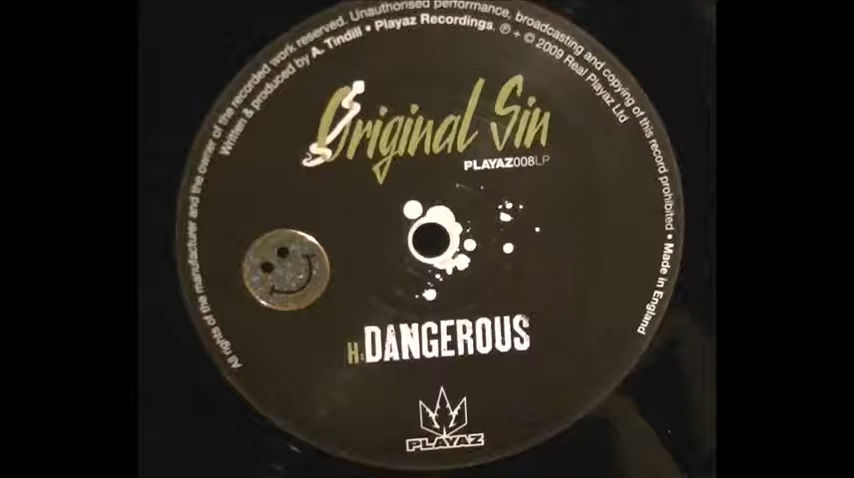 All rights of the manufacturer and the owner of the recorded work reserved. Unauthorised performance, broadcasting and copying of this record prohibited • Made in England
Written & produced by A. Tindill • Playaz Recordings. ℗ + © 2009 Real Playaz Ltd
Original Sin
PLAYAZ008LP
H: DANGEROUS
PLAYAZ